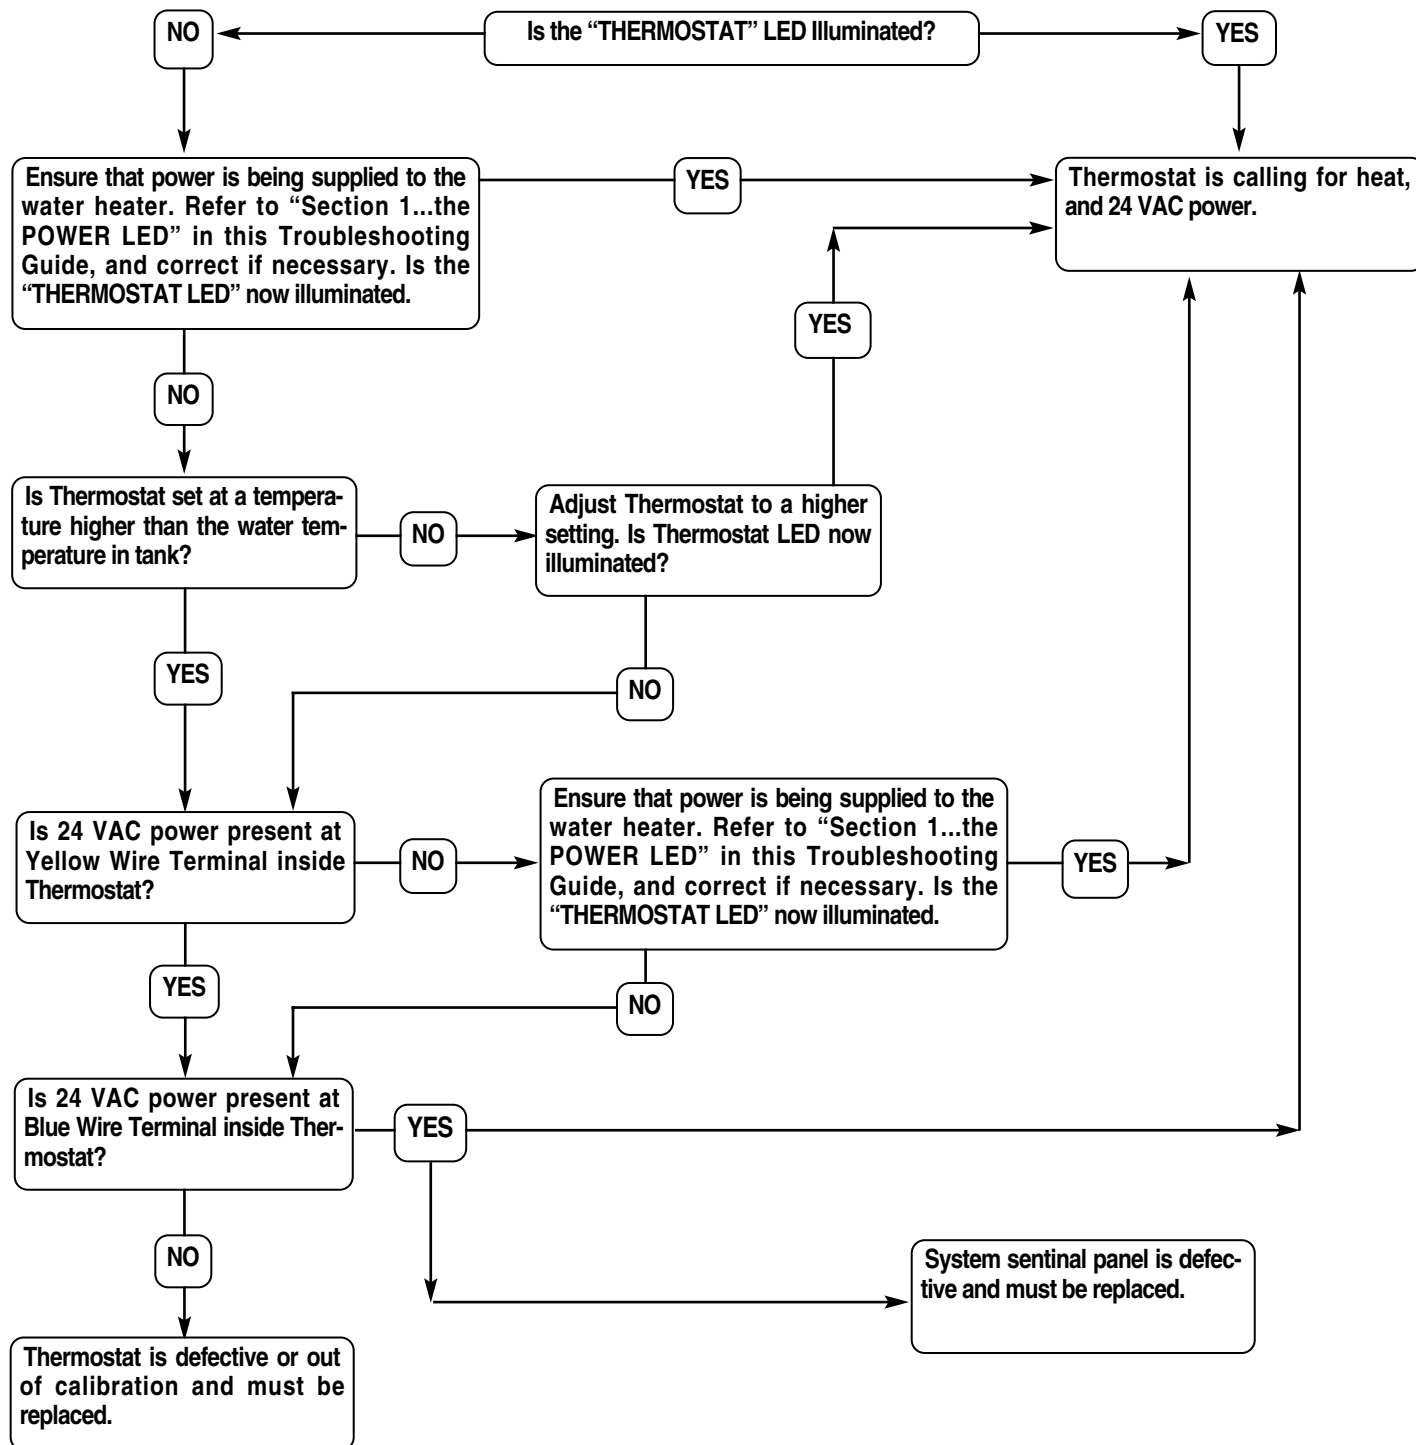 NO
Is the “THERMOSTAT” LED Illuminated?
YES
Ensure that power is being supplied to the
water heater. Refer to “Section 1...the
POWER LED” in this Troubleshooting
Guide, and correct if necessary. Is the
“THERMOSTAT LED” now illuminated.
YES
Thermostat is calling for heat,
and 24 VAC power.
YES
NO
Is Thermostat set at a tempera-
ture higher than the water tem-
perature in tank?
NO
Adjust Thermostat to a higher
setting. Is Thermostat LED now
illuminated?
YES
NO
Is 24 VAC power present at
Yellow Wire Terminal inside
Thermostat?
NO
Ensure that power is being supplied to the
water heater. Refer to “Section 1...the
POWER LED” in this Troubleshooting
Guide, and correct if necessary. Is the
“THERMOSTAT LED” now illuminated.
YES
YES
NO
Is 24 VAC power present at
Blue Wire Terminal inside Ther-
mostat?
YES
NO
System sentinal panel is defec-
tive and must be replaced.
Thermostat is defective or out
of calibration and must be
replaced.